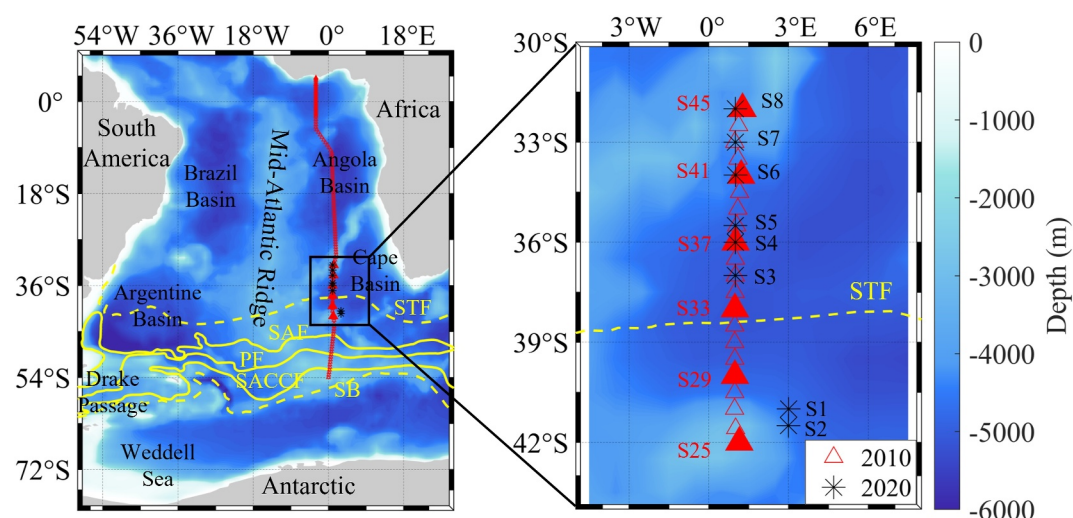 54°W 36°W 18°W 0° 18°E
0°
18°S
36°S
54°S
72°S
South
America
Africa
Brazil
Basin
Mid-Atlantic Ridge
Angola
Basin
Cape
Basin
Argentine
Basin
STF
SAF
PF
SACCF
SB
Drake
Passage
Weddell
Sea
Antarctic
3°W 0° 3°E 6°E
30°S
33°S
36°S
39°S
42°S
S45 S8
S7
S41 S6
S5
S37 S4
S3
S33
STF
S29
S1
S2
S25
2010
2020
0
-1000
-2000
-3000
-4000
-5000
-6000
Depth (m)